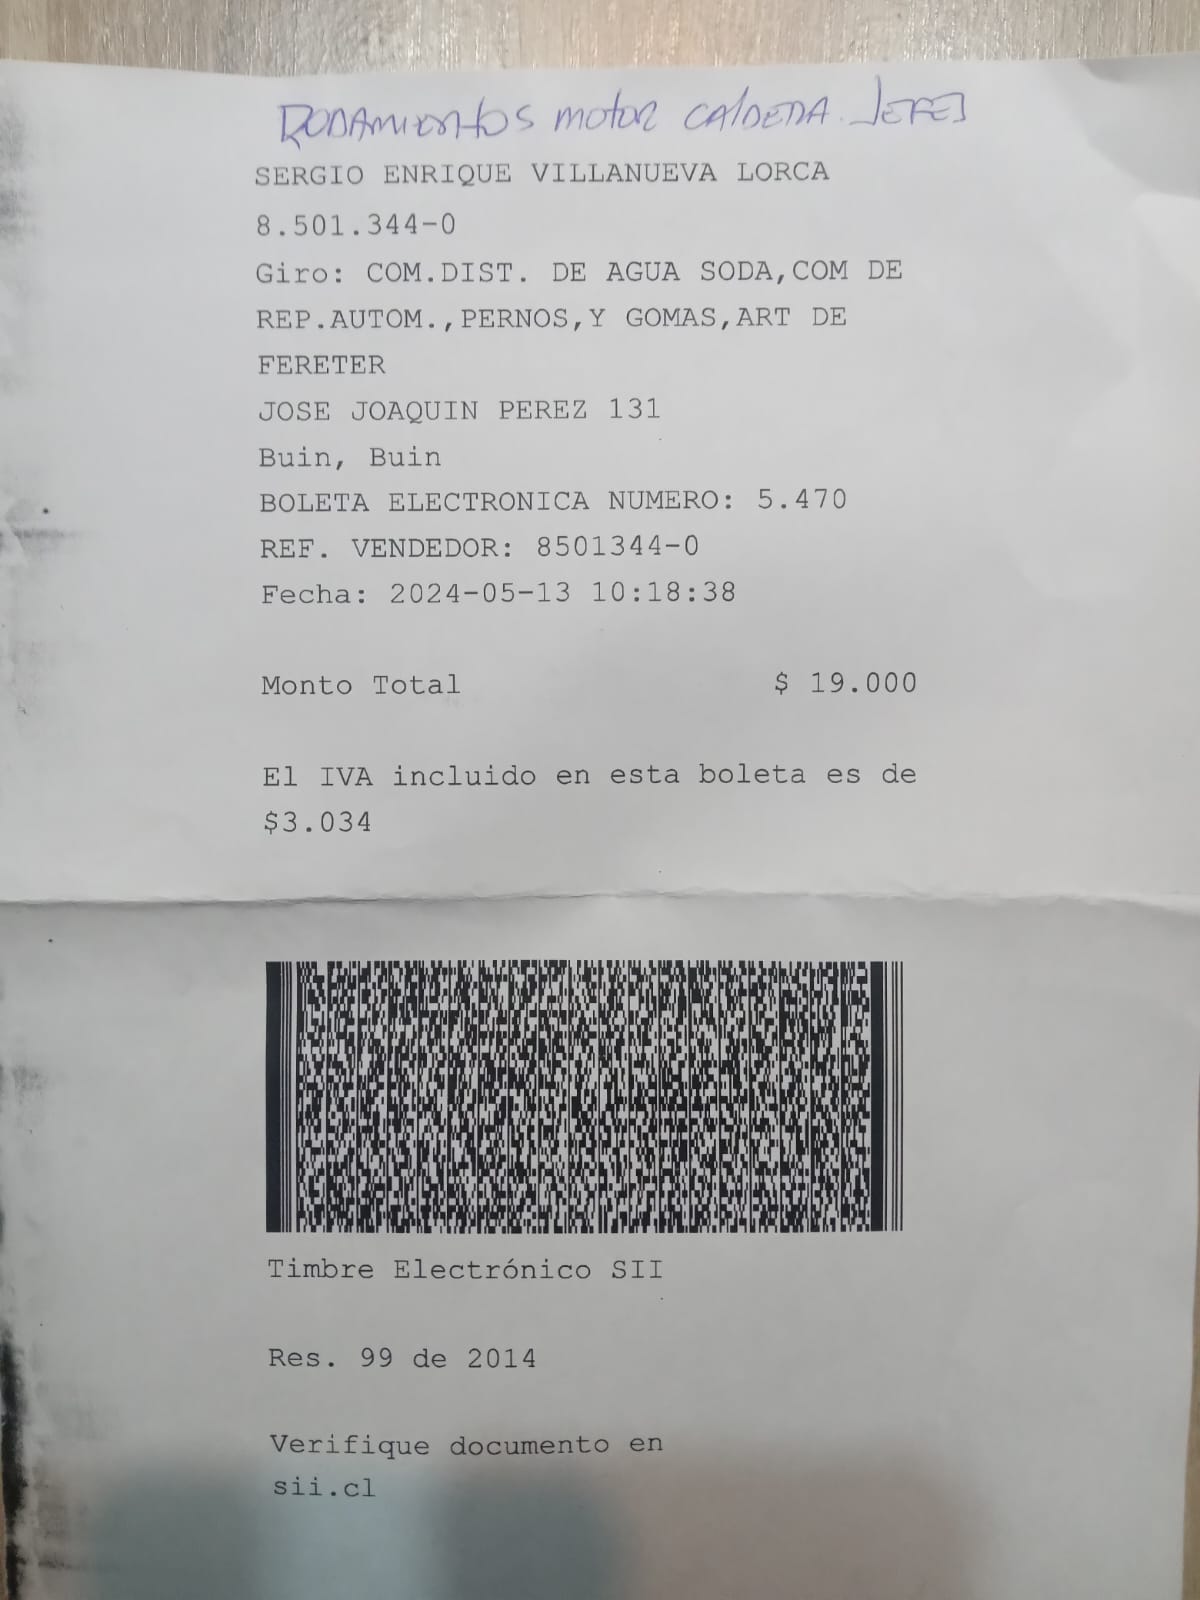 RODAMIENTOS MOTOR CALDERA. JEFES
SERGIO ENRIQUE VILLANUEVA LORCA
8.501.344-0
Giro: COM.DIST. DE AGUA SODA,COM DE
REP.AUTOM.,PERNOS,Y GOMAS,ART DE
FERETER
JOSE JOAQUIN PEREZ 131
Buin, Buin
BOLETA ELECTRONICA NUMERO: 5.470
REF. VENDEDOR: 8501344-0
Fecha: 2024-05-13 10:18:38
Monto Total $ 19.000
El IVA incluido en esta boleta es de
$3.034
Timbre Electrónico SII
Res. 99 de 2014
Verifique documento en
sii.cl